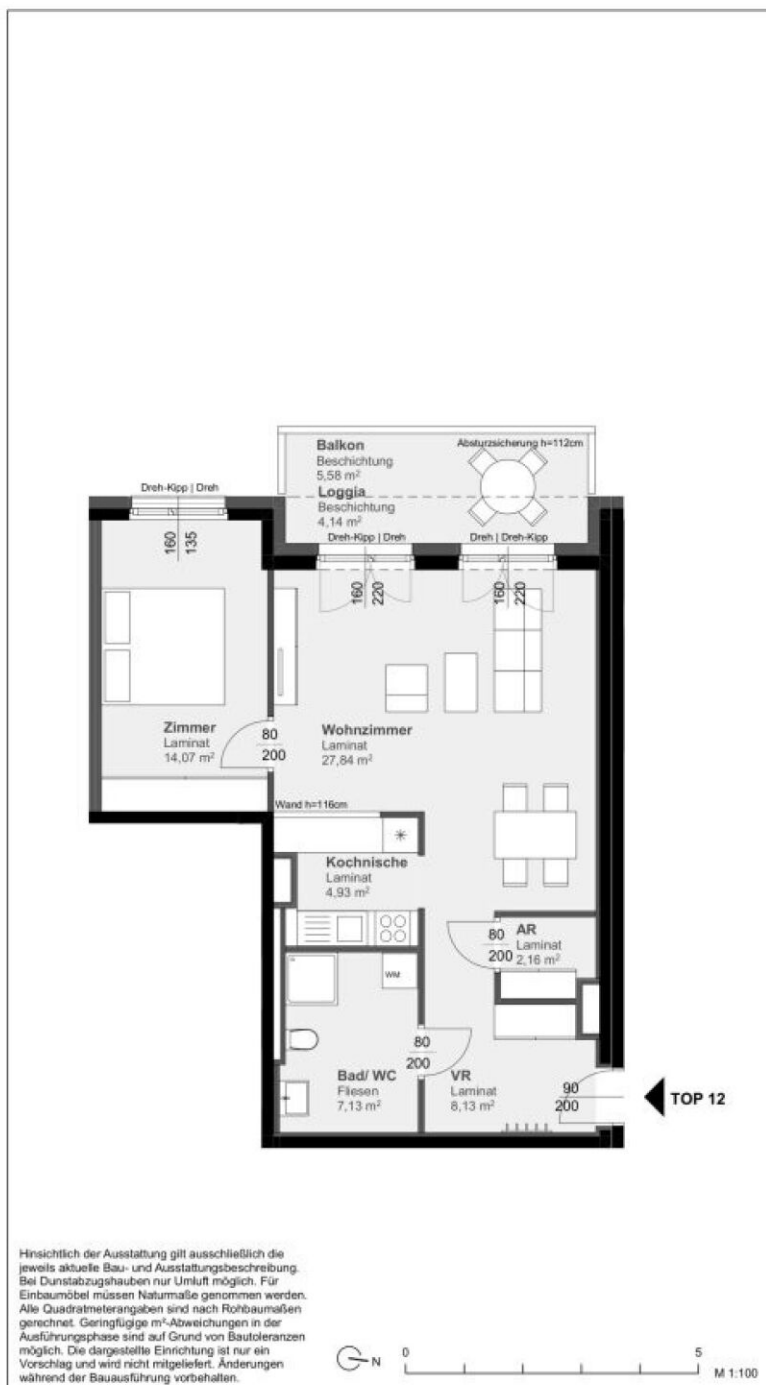 Balkon
Beschichtung
5,58 m²
Absturzsicherung h=112cm
Loggia
Beschichtung
4,14 m²
Dreh-Kipp | Dreh
Dreh-Kipp | Dreh
Dreh | Dreh-Kipp
160
135
160
220
160
220
Zimmer
Laminat
14,07 m²
80
200
Wohnzimmer
Laminat
27,84 m²
Wand h=116cm
Kochnische
Laminat
4,93 m²
80
200
AR
Laminat
2,16 m²
WM
80
200
Bad/ WC
Fliesen
7,13 m²
VR
Laminat
8,13 m²
90
200
TOP 12
Hinsichtlich der Ausstattung gilt ausschließlich die
jeweils aktuelle Bau- und Ausstattungsbeschreibung.
Bei Dunstabzugshauben nur Umluft möglich. Für
Einbaumöbel müssen Naturmaße genommen werden.
Alle Quadratmeterangaben sind nach Rohbaumaßen
gerechnet. Geringfügige m²-Abweichungen in der
Ausführungsphase sind auf Grund von Bautoleranzen
möglich. Die dargestellte Einrichtung ist nur ein
Vorschlag und wird nicht mitgeliefert. Änderungen
während der Bauausführung vorbehalten.
N
0
5
M 1:100